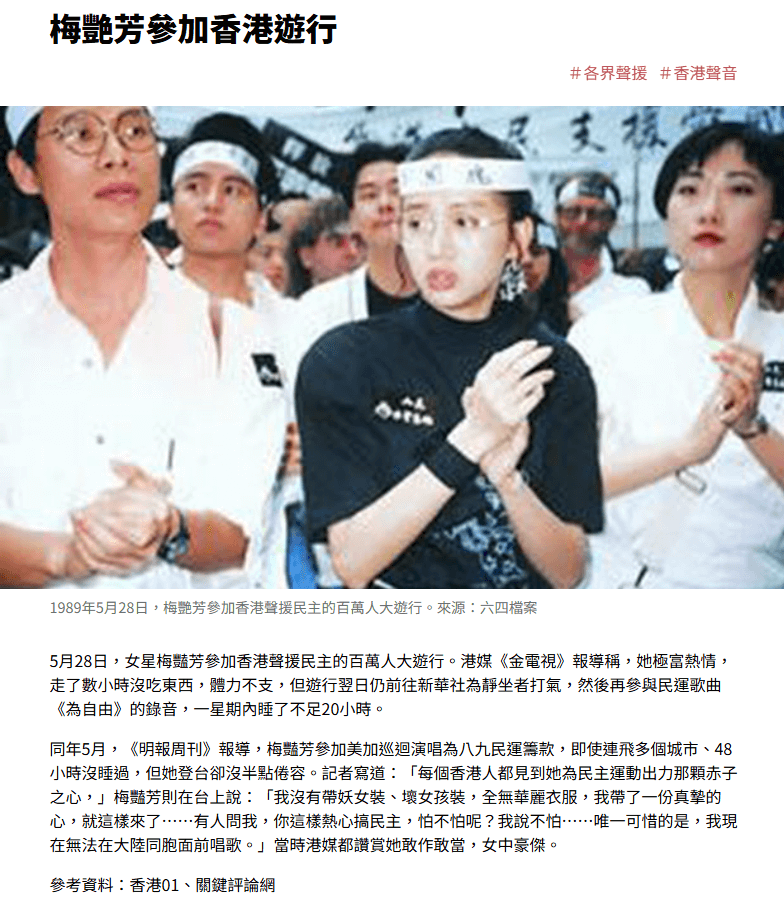 梅艷芳參加香港遊行
＃各界聲援 ＃香港聲音
民支援
1989年5月28日，梅艷芳參加香港聲援民主的百萬人大遊行。來源：六四檔案
5月28日，女星梅豔芳參加香港聲援民主的百萬人大遊行。港媒《金電視》報導稱，她極富熱情，
走了數小時沒吃東西，體力不支，但遊行翌日仍前往新華社為靜坐者打氣，然後再參與民運歌曲
《為自由》的錄音，一星期內睡了不足20小時。
同年5月，《明報周刊》報導，梅豔芳參加美加巡迴演唱為八九民運籌款，即使連飛多個城市、48
小時沒睡過，但她登台卻沒半點倦容。記者寫道：「每個香港人都見到她為民主運動出力那顆赤子
之心，」梅豔芳則在台上說：「我沒有帶妖女裝、壞女孩裝，全無華麗衣服，我帶了一份真摯的
心，就這樣來了⋯⋯有人問我，你這樣熱心搞民主，怕不怕呢？我說不怕⋯⋯唯一可惜的是，我現
在無法在大陸同胞面前唱歌。」當時港媒都讚賞她敢作敢當，女中豪傑。
參考資料：香港01、關鍵評論網